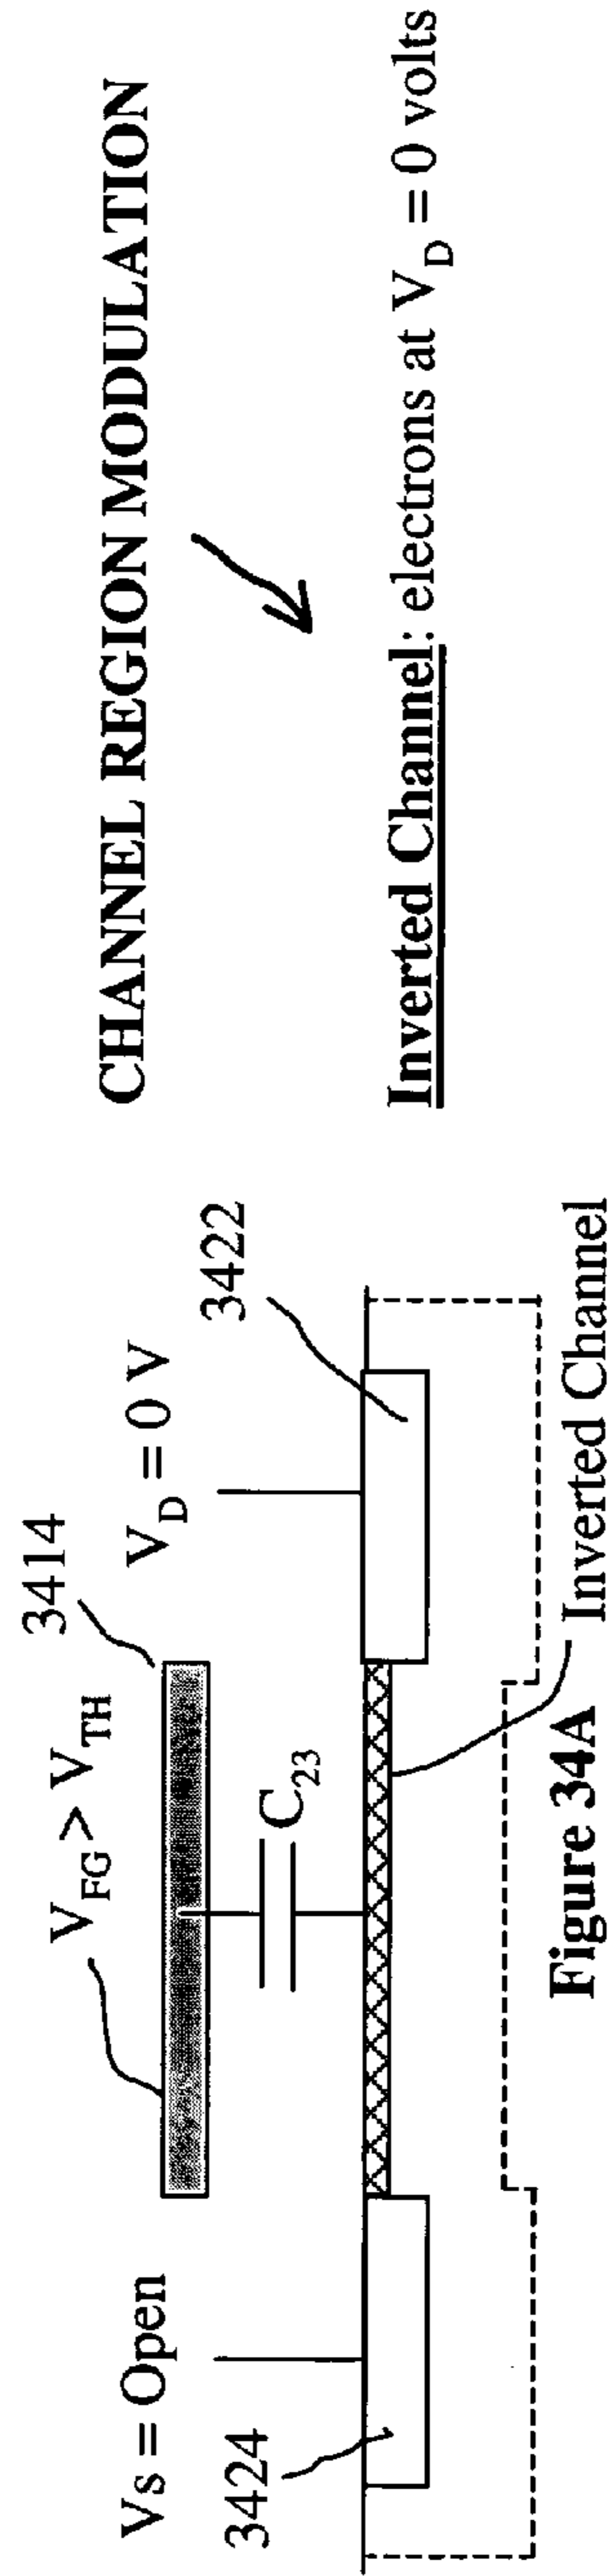 CHANNEL REGION MODULATION
Inverted Channel: electrons at V_D = 0 volts
V_FG > V_TH
3414
V_D = 0 V
3422
Vs = Open
3424
C_23
Inverted Channel
Figure 34A